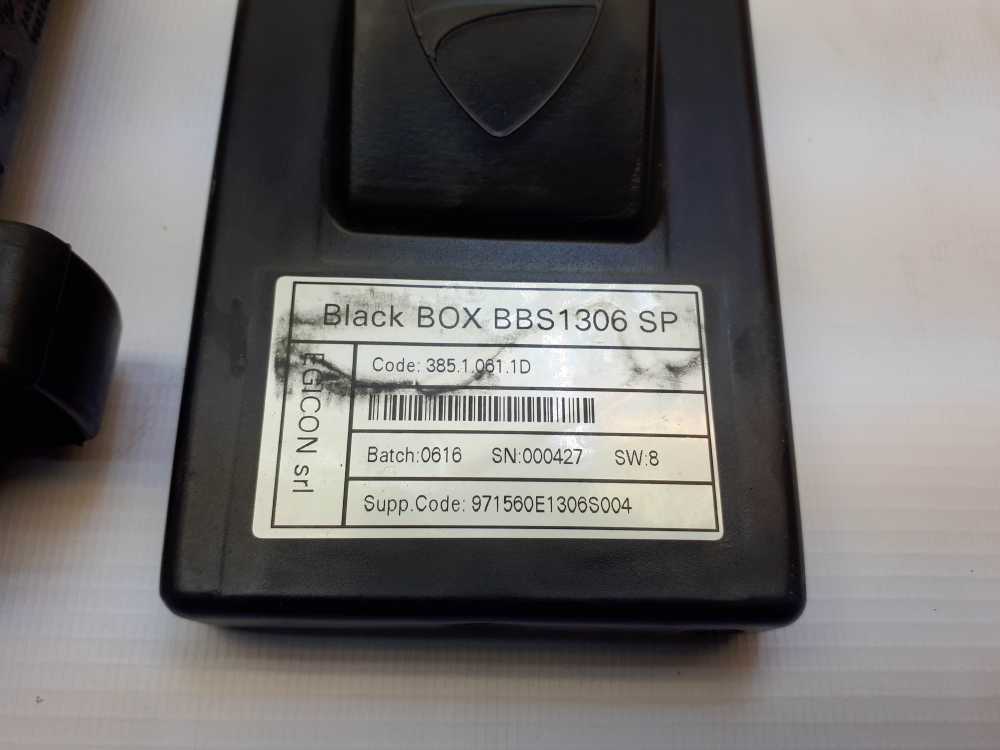 Black BOX BBS1306 SP
EGICON srl
Code: 385.1.061.1D
Batch:0616 SN:000427 SW:8
Supp.Code: 971560E1306S004